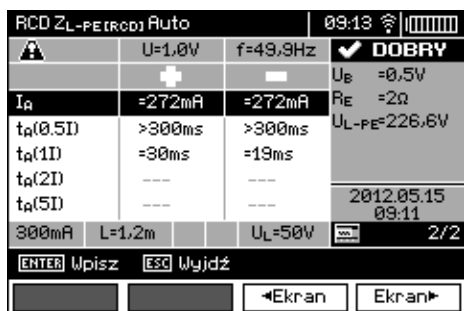 RCD ZL-PE[RCD] Auto 09:13
U=1,0V f=49,9Hz ✔ DOBRY
UB =0,5V
IA =272mA =272mA RE =2Ω
tA(0.5I) >300ms >300ms UL-PE=226,6V
tA(1I) =30ms =19ms
tA(2I) --- ---
tA(5I) --- --- 2012.05.15
09:11
300mA L=1,2m UL=50V 2/2
ENTER Wpisz ESC Wyjdź
◄Ekran Ekran►